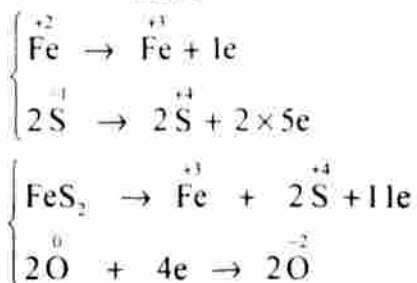 +2 +3
Fe → Fe + 1e
-1 +4
2S → 2S + 2×5e
+3 +4
FeS₂ → Fe + 2S + 11e
0 -2
2O + 4e → 2O